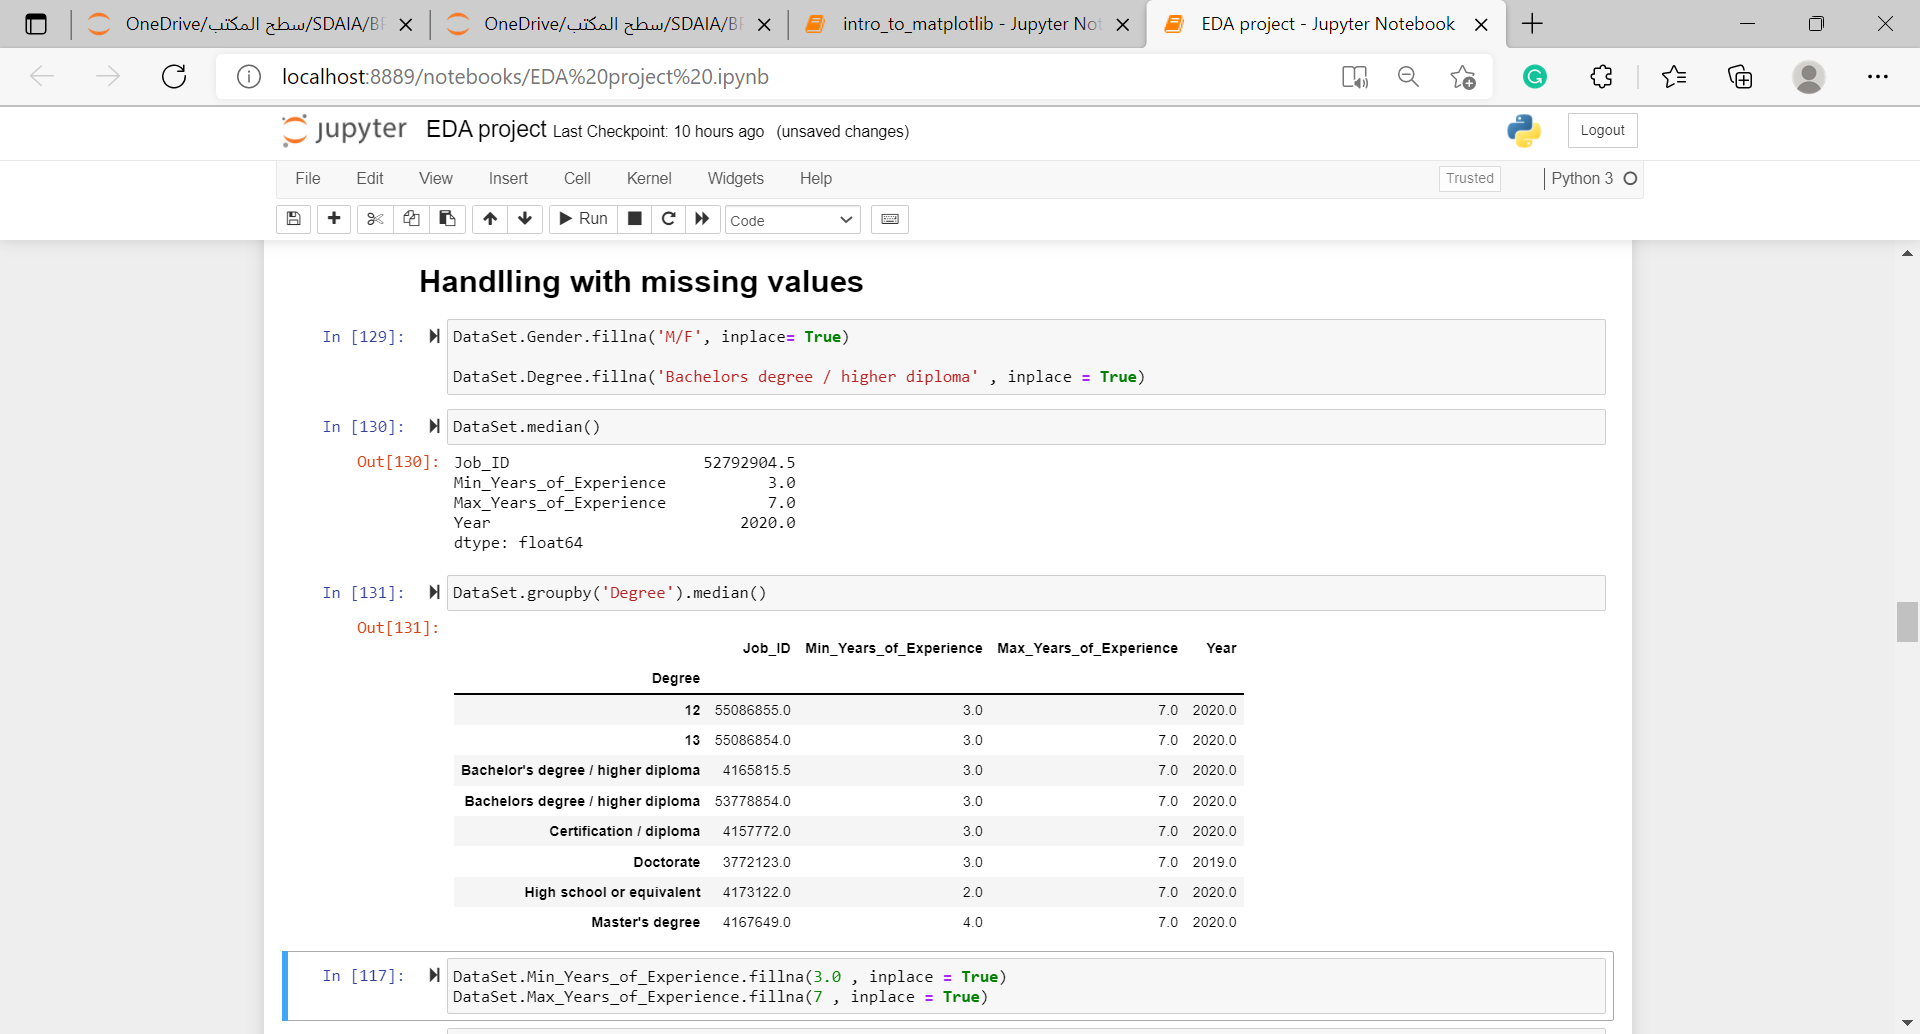 OneDrive/سطح المكتب/SDAIA/B
OneDrive/سطح المكتب/SDAIA/B
intro_to_matplotlib - Jupyter Not
EDA project - Jupyter Notebook
localhost:8889/notebooks/EDA%20project%20.ipynb
jupyter EDA project Last Checkpoint: 10 hours ago (unsaved changes)
Logout
File Edit View Insert Cell Kernel Widgets Help
Trusted
Python 3
Run
Code
Handlling with missing values
In [129]: DataSet.Gender.fillna('M/F', inplace= True)
DataSet.Degree.fillna('Bachelors degree / higher diploma' , inplace = True)
In [130]: DataSet.median()
Out[130]: Job_ID 52792904.5
Min_Years_of_Experience 3.0
Max_Years_of_Experience 7.0
Year 2020.0
dtype: float64
In [131]: DataSet.groupby('Degree').median()
Out[131]:
Job_ID Min_Years_of_Experience Max_Years_of_Experience Year
Degree
12 55086855.0 3.0 7.0 2020.0
13 55086854.0 3.0 7.0 2020.0
Bachelor's degree / higher diploma 4165815.5 3.0 7.0 2020.0
Bachelors degree / higher diploma 53778854.0 3.0 7.0 2020.0
Certification / diploma 4157772.0 3.0 7.0 2020.0
Doctorate 3772123.0 3.0 7.0 2019.0
High school or equivalent 4173122.0 2.0 7.0 2020.0
Master's degree 4167649.0 4.0 7.0 2020.0
In [117]: DataSet.Min_Years_of_Experience.fillna(3.0 , inplace = True)
DataSet.Max_Years_of_Experience.fillna(7 , inplace = True)